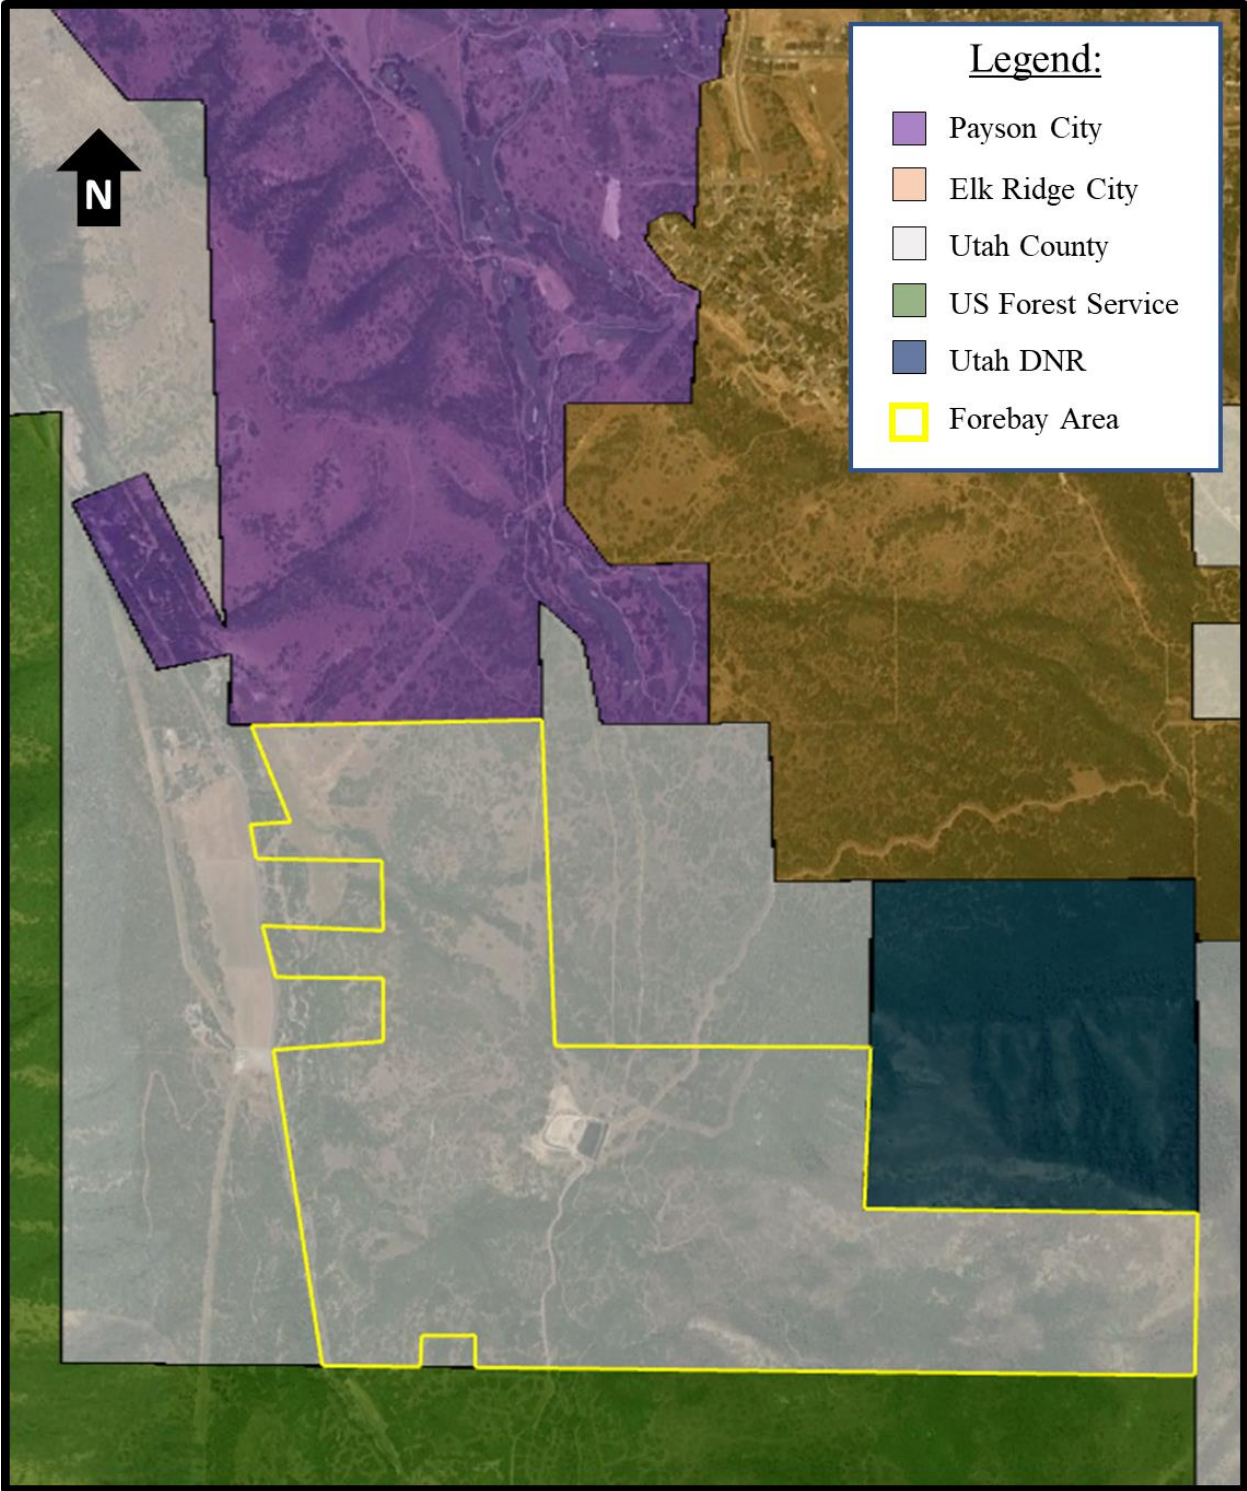 Legend:
N
Payson City
Elk Ridge City
Utah County
US Forest Service
Utah DNR
Forebay Area